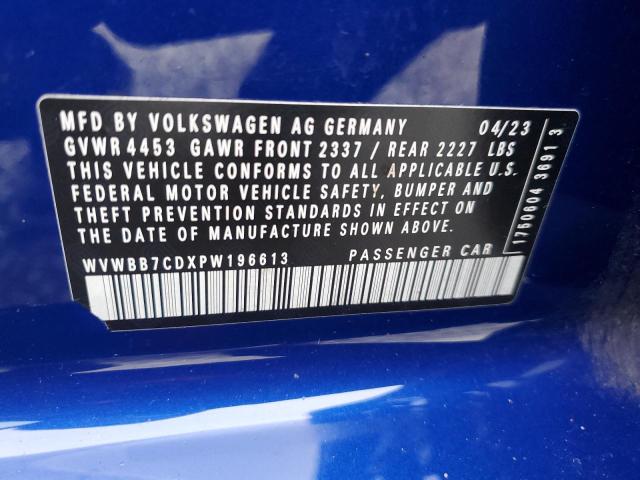 MFD BY VOLKSWAGEN AG GERMANY 04/23
GVWR 4453 GAWR FRONT 2337 / REAR 2227 LBS
THIS VEHICLE CONFORMS TO ALL APPLICABLE U.S.
FEDERAL MOTOR VEHICLE SAFETY, BUMPER AND
THEFT PREVENTION STANDARDS IN EFFECT ON
THE DATE OF MANUFACTURE SHOWN ABOVE.
WVWBB7CDXPW196613 PASSENGER CAR
1750604 3691 3